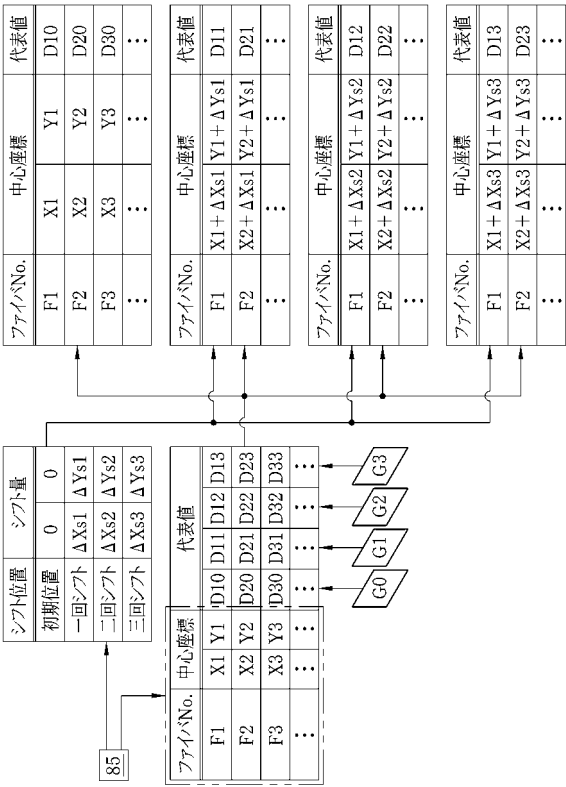 85
シフト位置 シフト量
初期位置 0 0
一回シフト ΔXs1 ΔYs1
二回シフト ΔXs2 ΔYs2
三回シフト ΔXs3 ΔYs3
ファイバNo. 中心座標 代表値
F1 X1 Y1 D10 D11 D12 D13
F2 X2 Y2 D20 D21 D22 D23
F3 X3 Y3 D30 D31 D32 D33
⋮ ⋮ ⋮ ⋮ ⋮ ⋮ ⋮
G0 G1 G2 G3
ファイバNo. 中心座標 代表値
F1 X1 Y1 D10
F2 X2 Y2 D20
F3 X3 Y3 D30
⋮ ⋮ ⋮ ⋮
ファイバNo. 中心座標 代表値
F1 X1+ΔXs1 Y1+ΔYs1 D11
F2 X2+ΔXs1 Y2+ΔYs1 D21
⋮ ⋮ ⋮ ⋮
ファイバNo. 中心座標 代表値
F1 X1+ΔXs2 Y1+ΔYs2 D12
F2 X2+ΔXs2 Y2+ΔYs2 D22
⋮ ⋮ ⋮ ⋮
ファイバNo. 中心座標 代表値
F1 X1+ΔXs3 Y1+ΔYs3 D13
F2 X2+ΔXs3 Y2+ΔYs3 D23
⋮ ⋮ ⋮ ⋮